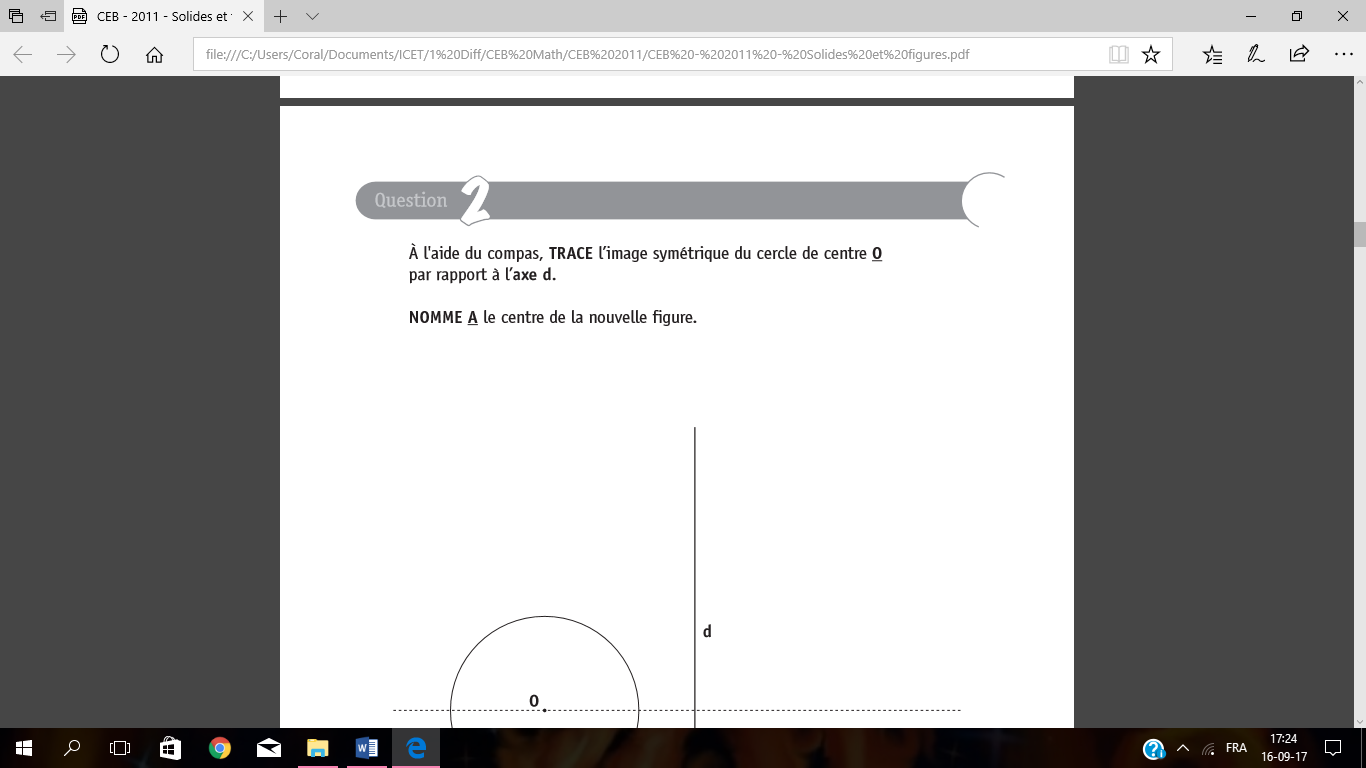 CEB - 2011 - Solides et
file:///C:/Users/Coral/Documents/ICET/1%20Diff/CEB%20Math/CEB%202011/CEB%20-%202011%20-%20Solides%20et%20figures.pdf
Question 2
À l'aide du compas, TRACE l’image symétrique du cercle de centre O
par rapport à l’axe d.
NOMME A le centre de la nouvelle figure.
d
O
FRA
17:24
16-09-17